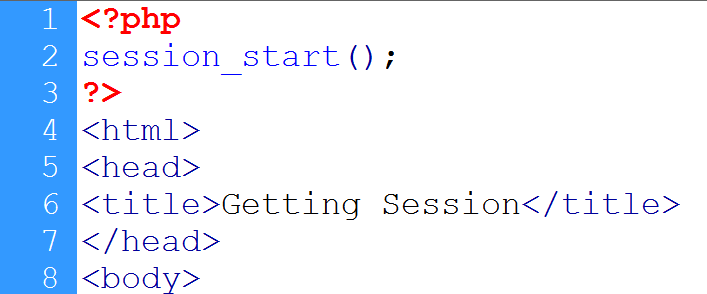 1 <?php
2 session_start();
3 ?>
4 <html>
5 <head>
6 <title>Getting Session</title>
7 </head>
8 <body>